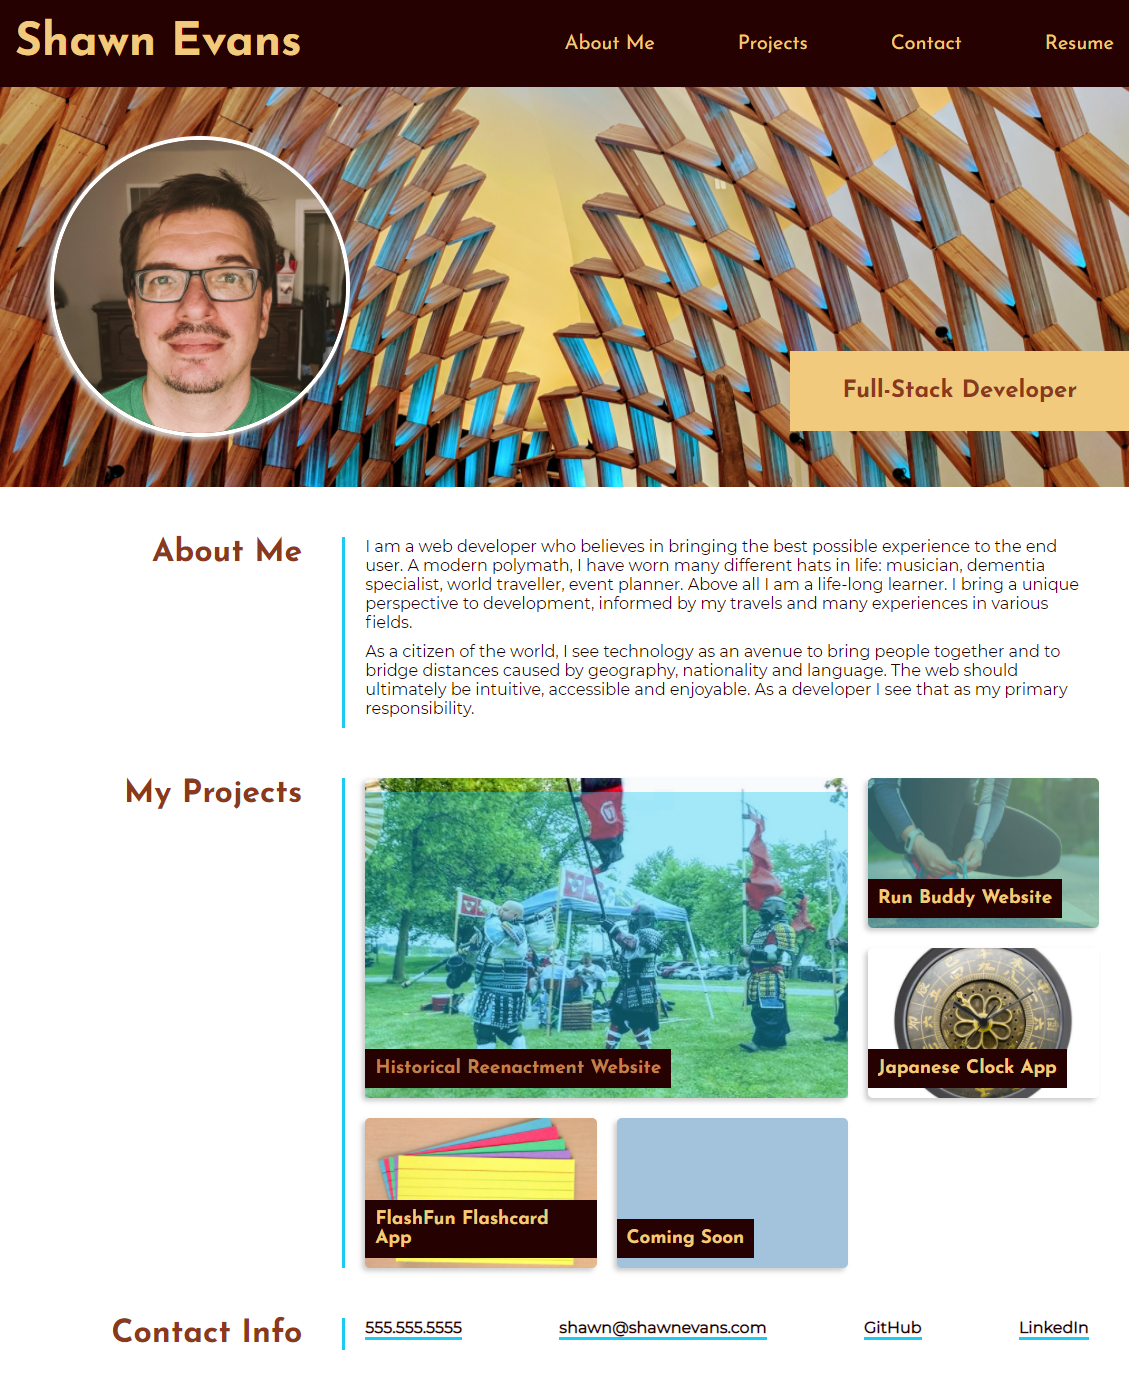 Shawn Evans
About Me
Projects
Contact
Resume
Full-Stack Developer
About Me
I am a web developer who believes in bringing the best possible experience to the end
user. A modern polymath, I have worn many different hats in life: musician, dementia
specialist, world traveller, event planner. Above all I am a life-long learner. I bring a unique
perspective to development, informed by my travels and many experiences in various
fields.
As a citizen of the world, I see technology as an avenue to bring people together and to
bridge distances caused by geography, nationality and language. The web should
ultimately be intuitive, accessible and enjoyable. As a developer I see that as my primary
responsibility.
My Projects
Historical Reenactment Website
Run Buddy Website
Japanese Clock App
FlashFun Flashcard
App
Coming Soon
Contact Info
555.555.5555
shawn@shawnevans.com
GitHub
LinkedIn